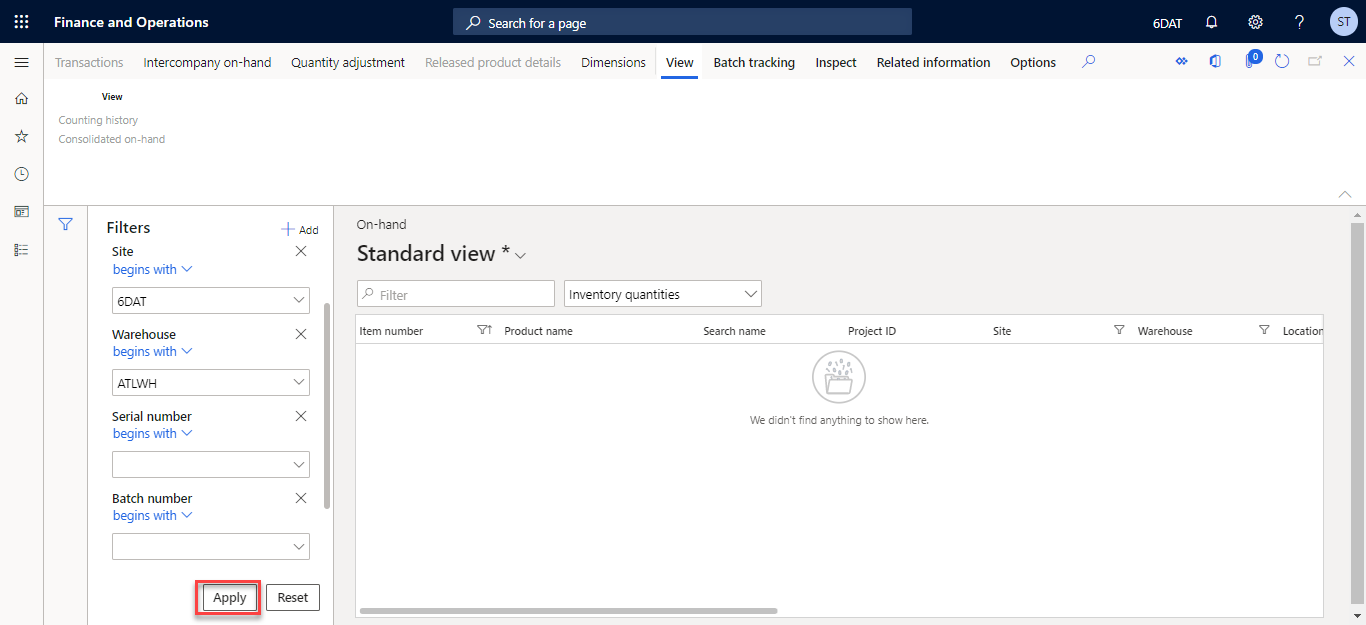 Finance and Operations
Search for a page
6DAT
?
ST
Transactions Intercompany on-hand Quantity adjustment Released product details Dimensions View Batch tracking Inspect Related information Options
0
View
Counting history
Consolidated on-hand
Filters
Add
Site
begins with
6DAT
Warehouse
begins with
ATLWH
Serial number
begins with
Batch number
begins with
Apply Reset
On-hand
Standard view *
Filter
Inventory quantities
Item number Product name Search name Project ID Site Warehouse Location
We didn't find anything to show here.